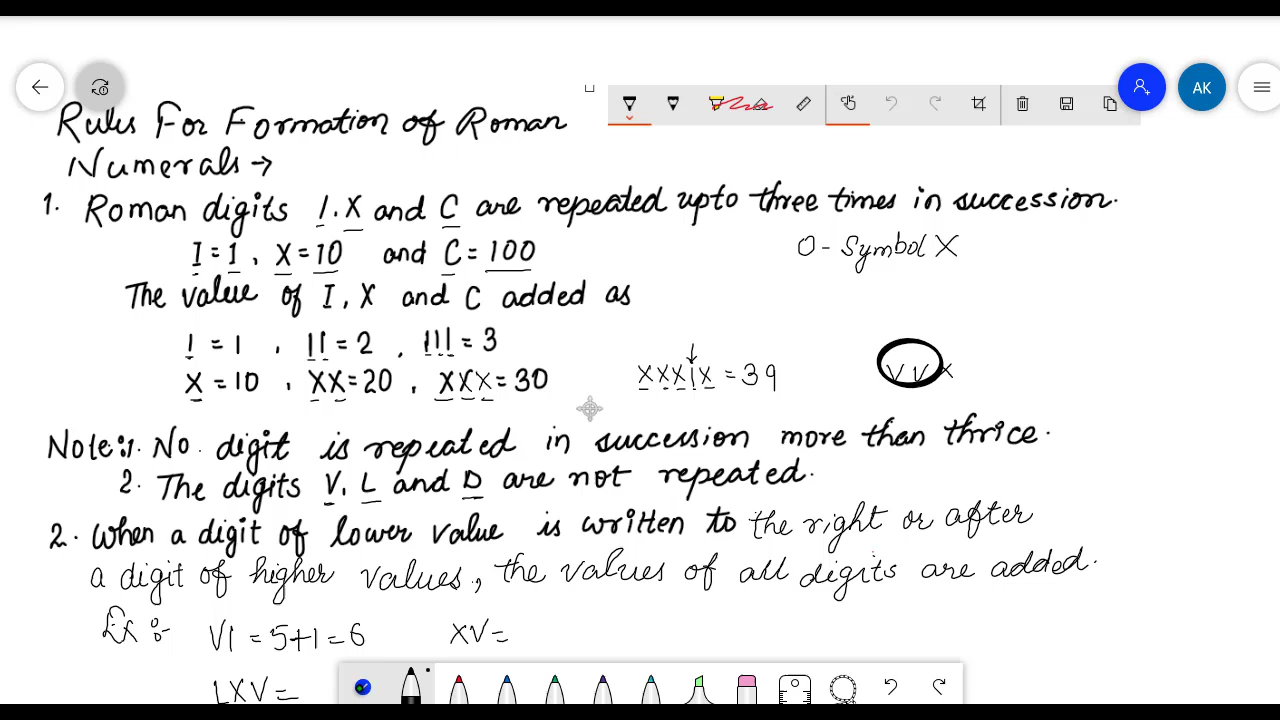 AK
Rules For Formation of Roman
Numerals →
1. Roman digits I, X and C are repeated upto three times in succession.
I = 1, X = 10 and C = 100
0 - Symbol X
The value of I, X and C added as
I = 1, II = 2, III = 3
X = 10, XX = 20, XXX = 30
XXXIX = 39
VVX
Note: 1. No. digit is repeated in succession more than thrice.
2. The digits V, L and D are not repeated.
2. When a digit of lower value is written to the right or after
a digit of higher values, the values of all digits are added.
Ex :- VI = 5+1 = 6 XV =
LXV =